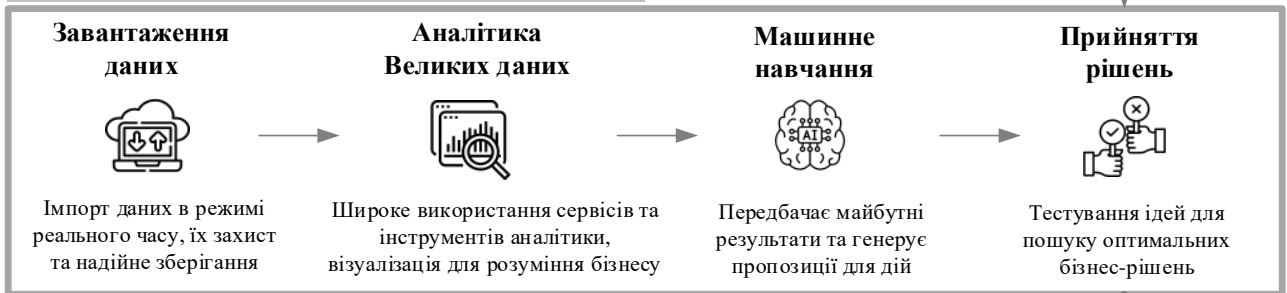 Завантаження
даних
Імпорт даних в режимі
реального часу, їх захист
та надійне зберігання
Аналітика
Великих даних
Широке використання сервісів та
інструментів аналітики,
візуалізація для розуміння бізнесу
Машинне
навчання
AI
Передбачає майбутні
результати та генерує
пропозиції для дій
Прийняття
рішень
Тестування ідей для
пошуку оптимальних
бізнес-рішень